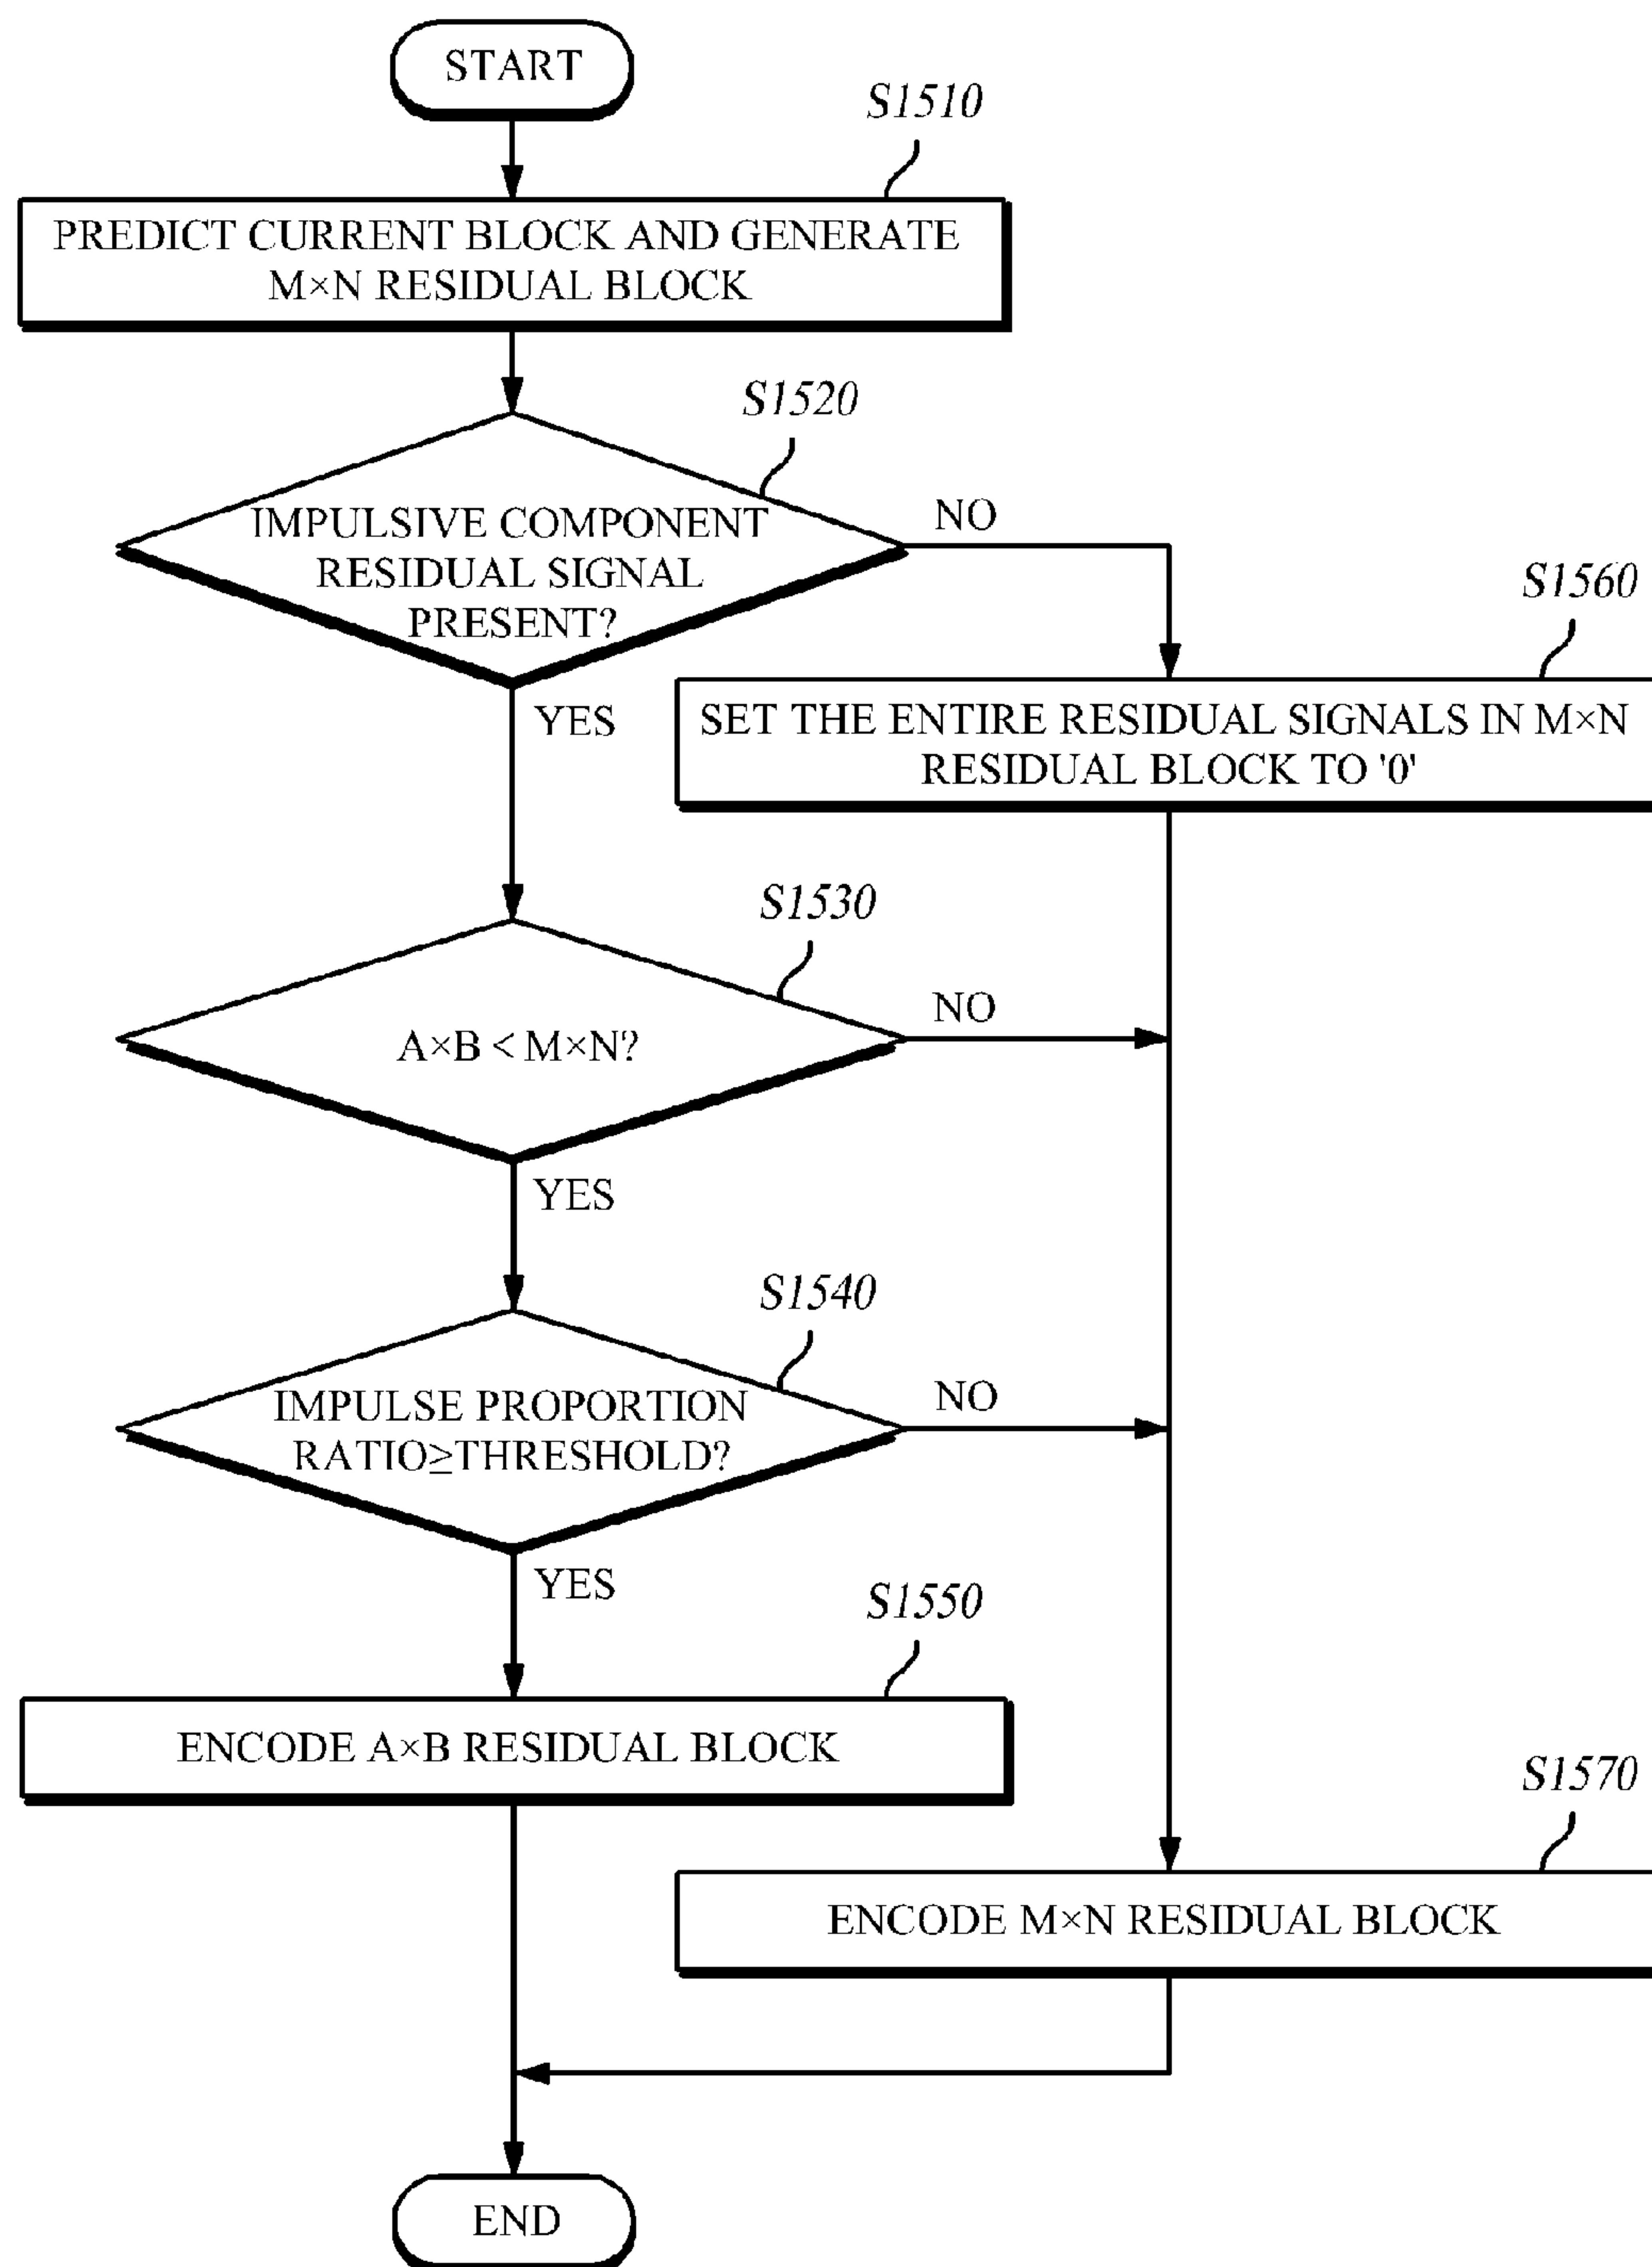 START
S1510
PREDICT CURRENT BLOCK AND GENERATE
M×N RESIDUAL BLOCK
S1520
IMPULSIVE COMPONENT
RESIDUAL SIGNAL
PRESENT?
NO
YES
S1560
SET THE ENTIRE RESIDUAL SIGNALS IN M×N
RESIDUAL BLOCK TO '0'
S1530
A×B < M×N?
NO
YES
S1540
IMPULSE PROPORTION
RATIO≥THRESHOLD?
NO
YES
S1550
ENCODE A×B RESIDUAL BLOCK
S1570
ENCODE M×N RESIDUAL BLOCK
END